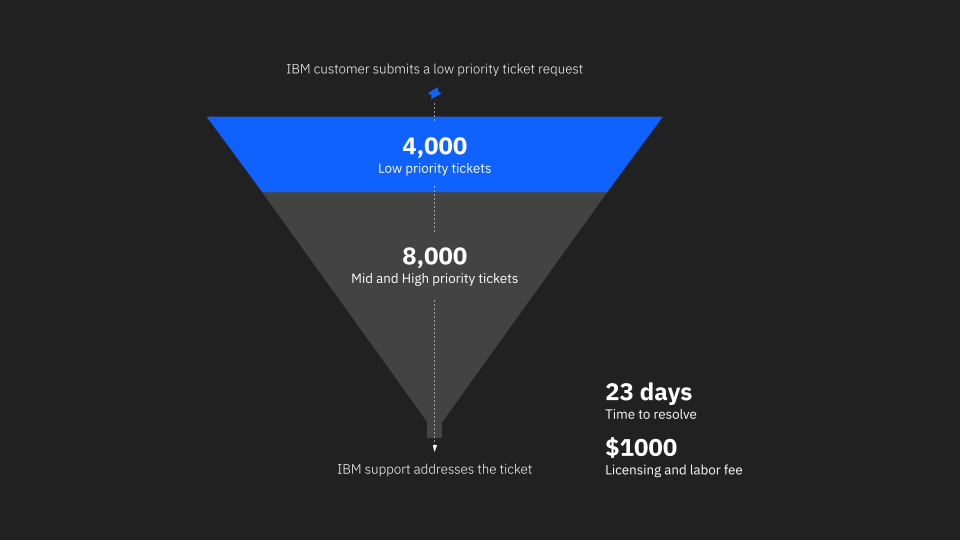 IBM customer submits a low priority ticket request
4,000
Low priority tickets
8,000
Mid and High priority tickets
23 days
Time to resolve
$1000
Licensing and labor fee
IBM support addresses the ticket